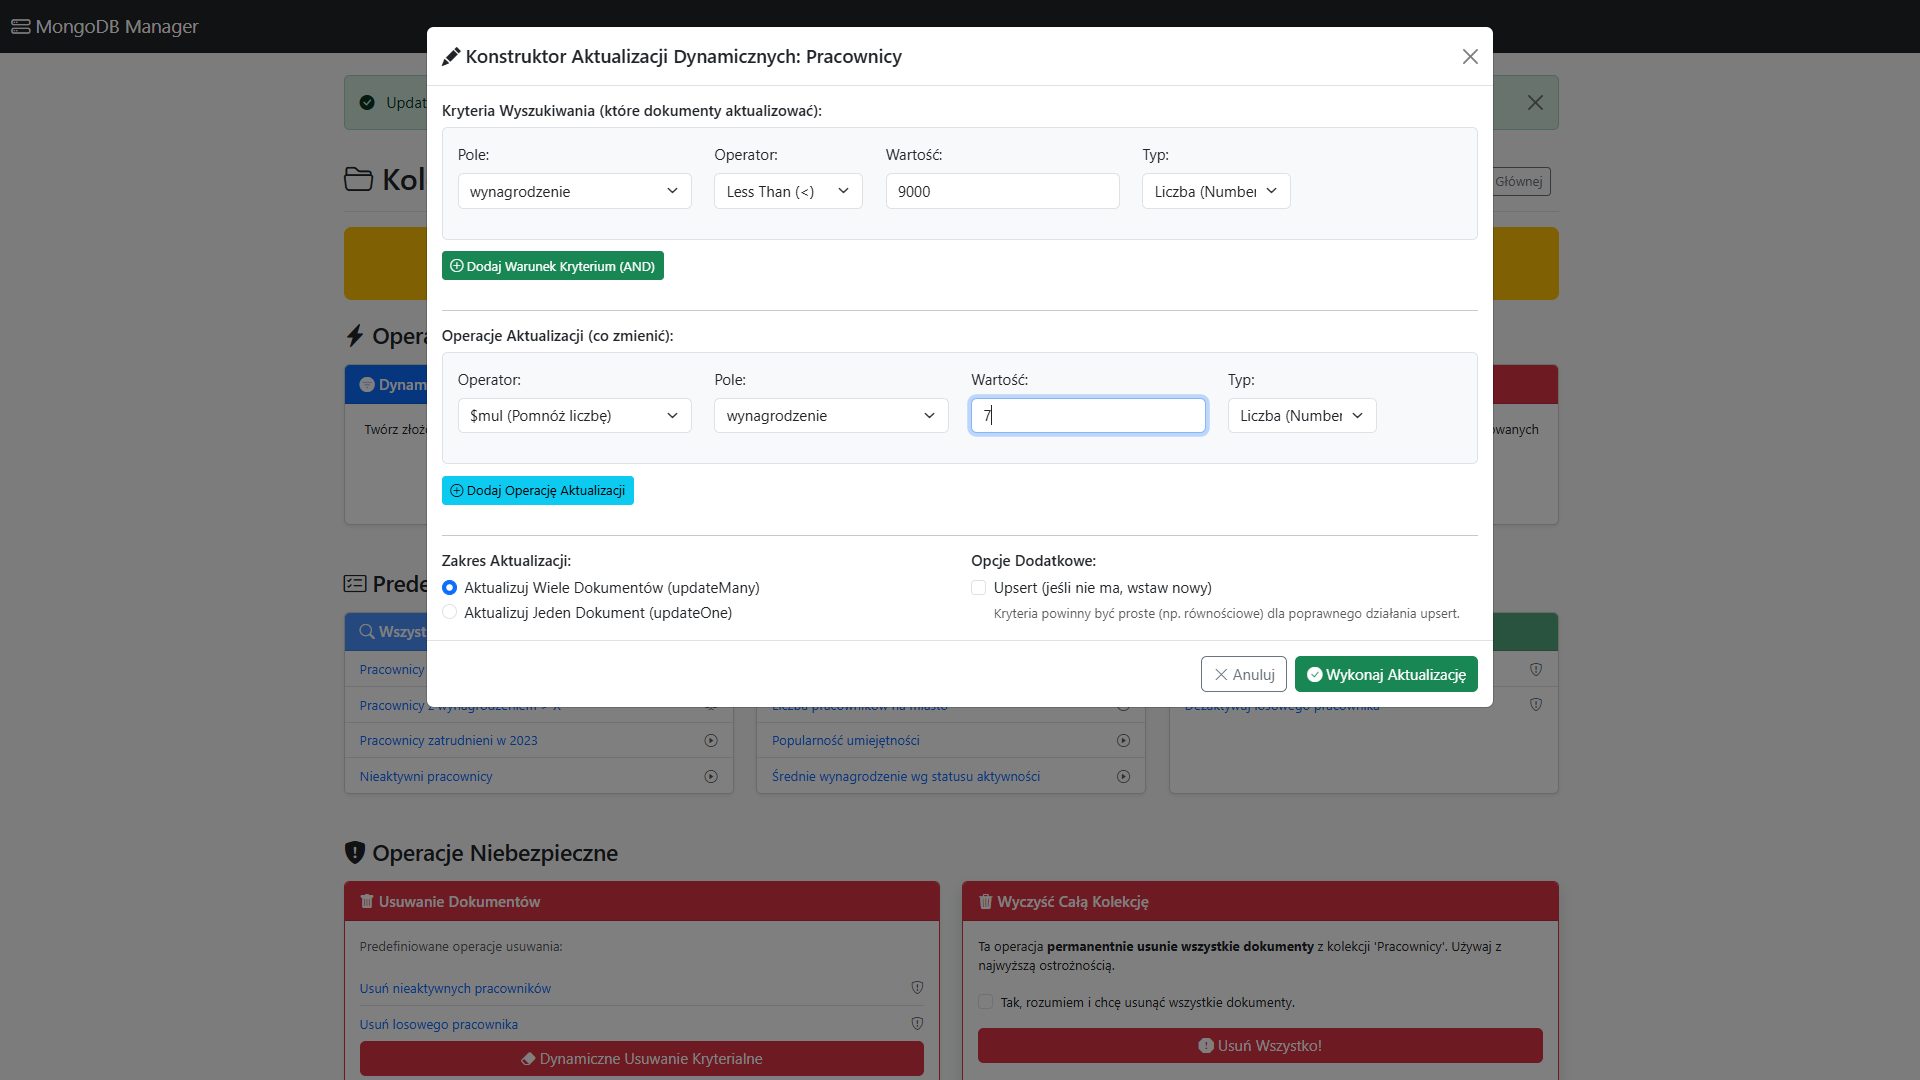 MongoDB Manager
Konstruktor Aktualizacji Dynamicznych: Pracownicy
Kryteria Wyszukiwania (które dokumenty aktualizować):
Pole: Operator: Wartość: Typ:
wynagrodzenie Less Than (<) 9000 Liczba (Number
Dodaj Warunek Kryterium (AND)
Operacje Aktualizacji (co zmienić):
Operator: Pole: Wartość: Typ:
$mul (Pomnóż liczbę) wynagrodzenie 7 Liczba (Number
Dodaj Operację Aktualizacji
Zakres Aktualizacji: Opcje Dodatkowe:
Aktualizuj Wiele Dokumentów (updateMany) Upsert (jeśli nie ma, wstaw nowy)
Aktualizuj Jeden Dokument (updateOne) Kryteria powinny być proste (np. równościowe) dla poprawnego działania upsert.
Anuluj Wykonaj Aktualizację
Updat
Kol Głównej
Opera
Dynam
Twórz złoż owanych
Prede
Wszyst
Pracownicy
Pracownicy z wynagrodzeniem > X Liczba pracowników na miasto Dezaktywuj losowego pracownika
Pracownicy zatrudnieni w 2023 Popularność umiejętności
Nieaktywni pracownicy Średnie wynagrodzenie wg statusu aktywności
Operacje Niebezpieczne
Usuwanie Dokumentów
Predefiniowane operacje usuwania:
Usuń nieaktywnych pracowników
Usuń losowego pracownika
Dynamiczne Usuwanie Kryterialne
Wyczyść Całą Kolekcję
Ta operacja permanentnie usunie wszystkie dokumenty z kolekcji 'Pracownicy'. Używaj z
najwyższą ostrożnością.
Tak, rozumiem i chcę usunąć wszystkie dokumenty.
Usuń Wszystko!